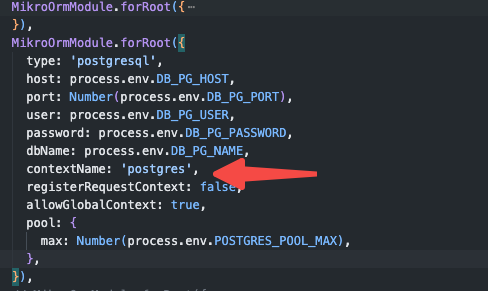 MikroOrmModule.forRoot({⋯
}),
MikroOrmModule.forRoot({
type: 'postgresql',
host: process.env.DB_PG_HOST,
port: Number(process.env.DB_PG_PORT),
user: process.env.DB_PG_USER,
password: process.env.DB_PG_PASSWORD,
dbName: process.env.DB_PG_NAME,
contextName: 'postgres',
registerRequestContext: false,
allowGlobalContext: true,
pool: {
max: Number(process.env.POSTGRES_POOL_MAX),
},
}),